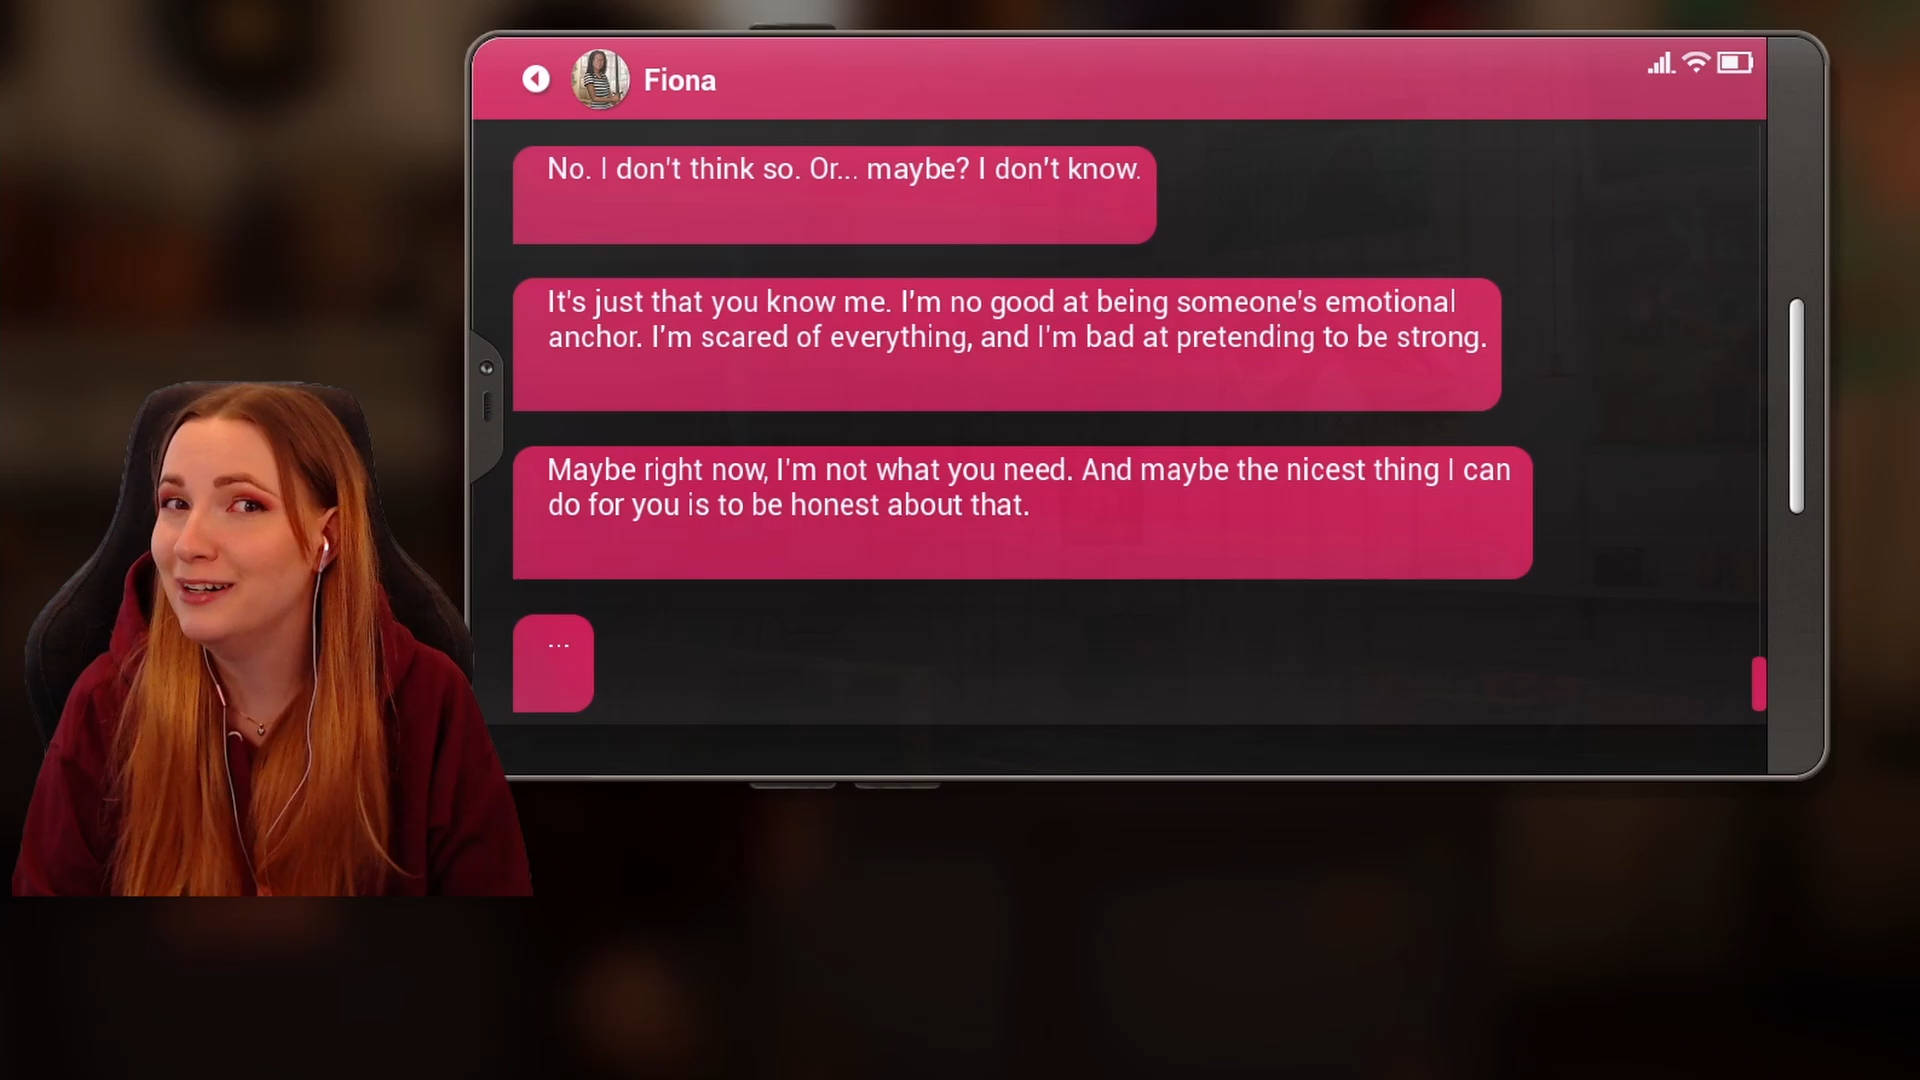 Fiona
No. I don't think so. Or... maybe? I don't know.
It's just that you know me. I'm no good at being someone's emotional
anchor. I'm scared of everything, and I'm bad at pretending to be strong.
Maybe right now, I'm not what you need. And maybe the nicest thing I can
do for you is to be honest about that.
...